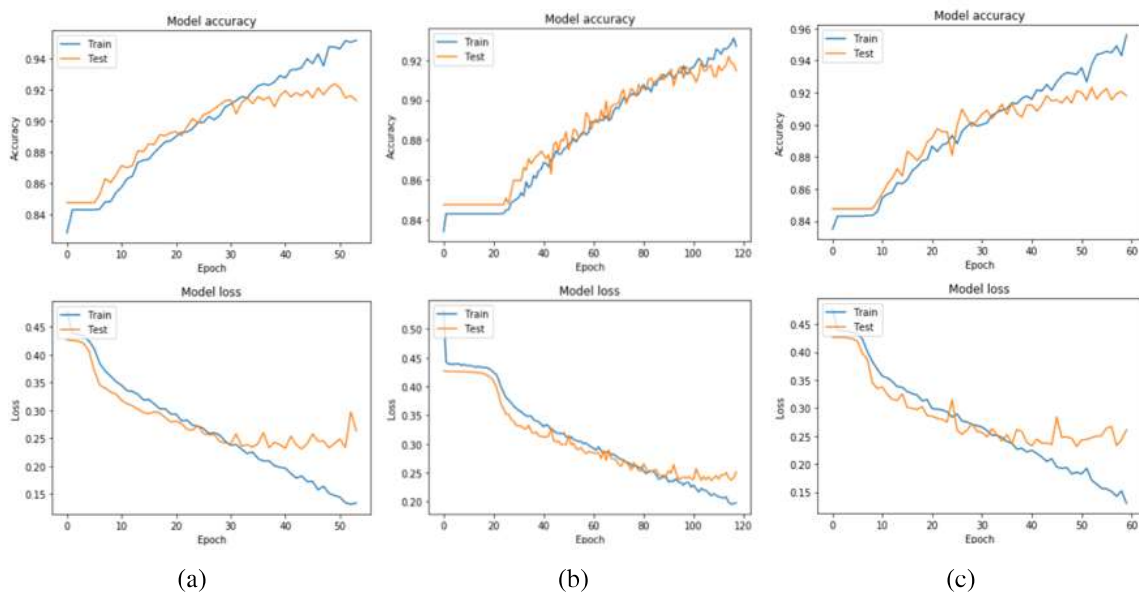 Model accuracy
Train
Test
Accuracy
0.94
0.92
0.90
0.88
0.86
0.84
0 10 20 30 40 50
Epoch
Model accuracy
Train
Test
Accuracy
0.92
0.90
0.88
0.86
0.84
0 20 40 60 80 100 120
Epoch
Model accuracy
Train
Test
Accuracy
0.96
0.94
0.92
0.90
0.88
0.86
0.84
0 10 20 30 40 50 60
Epoch
Model loss
Train
Test
Loss
0.45
0.40
0.35
0.30
0.25
0.20
0.15
0 10 20 30 40 50
Epoch
Model loss
Train
Test
Loss
0.50
0.45
0.40
0.35
0.30
0.25
0.20
0 20 40 60 80 100 120
Epoch
Model loss
Train
Test
Loss
0.45
0.40
0.35
0.30
0.25
0.20
0.15
0 10 20 30 40 50 60
Epoch
(a)
(b)
(c)